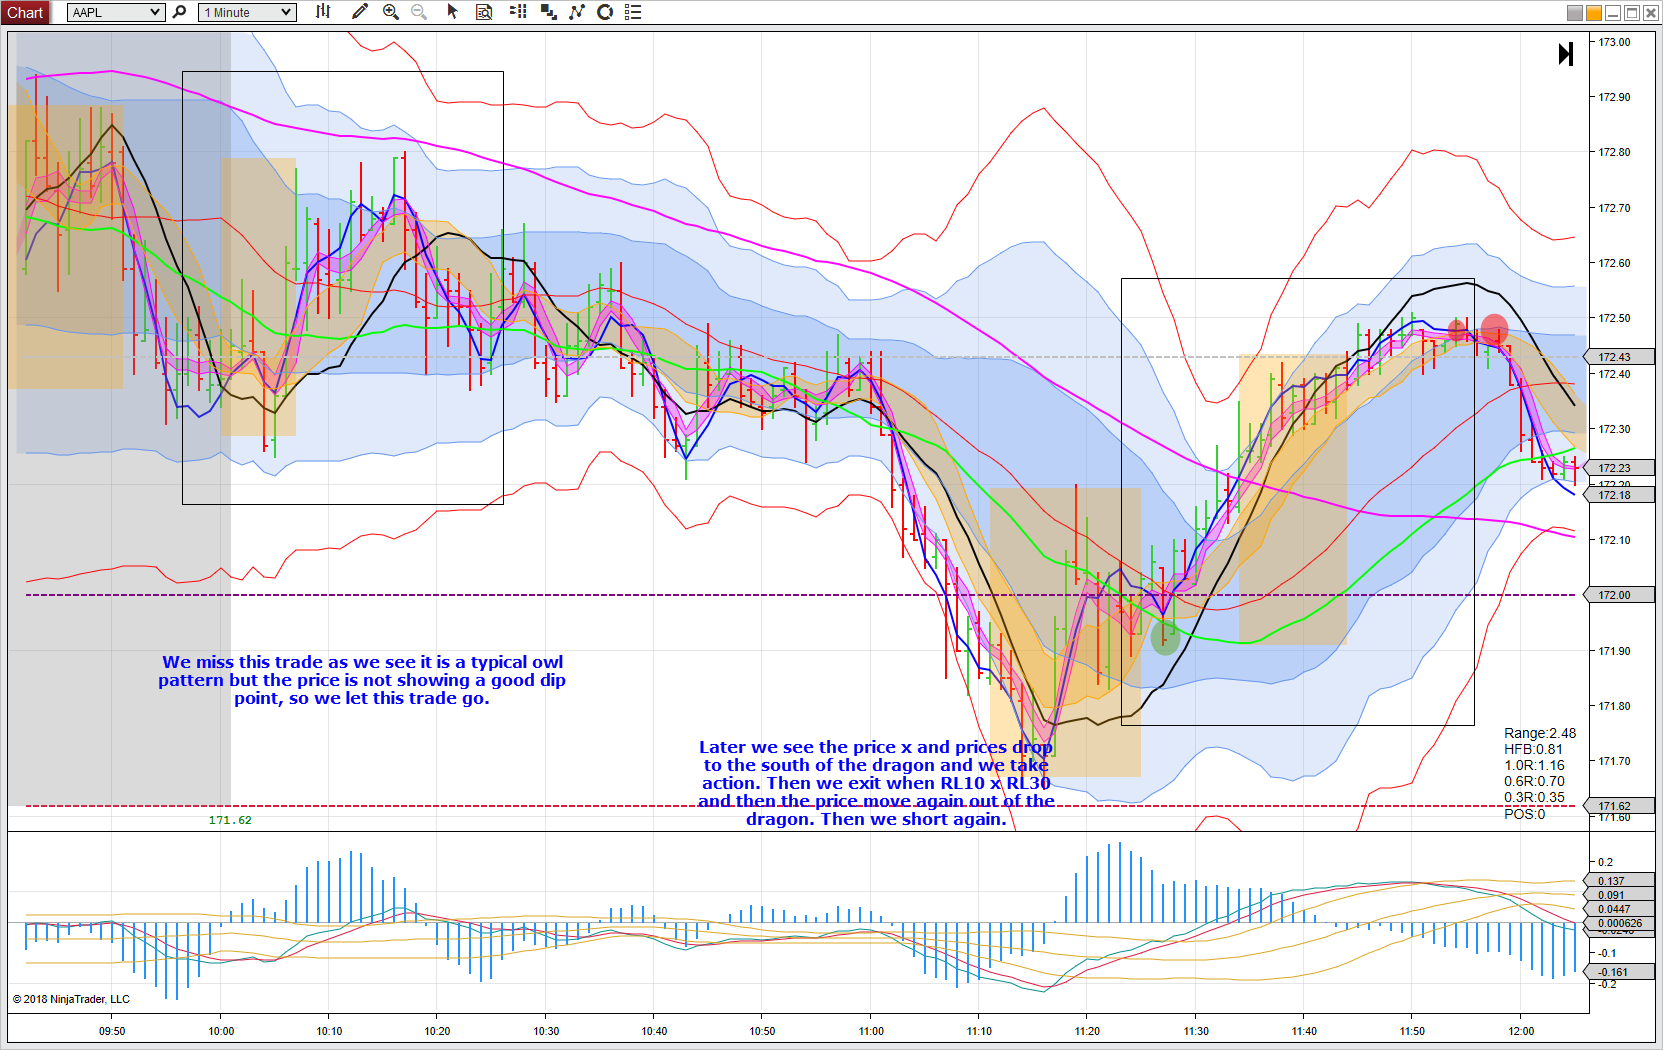 Chart
AAPL
1 Minute
173.00
172.90
172.80
172.70
172.60
172.50
172.43
172.40
172.30
172.23
172.20
172.18
172.10
172.00
171.90
171.80
171.70
171.62
171.60
We miss this trade as we see it is a typical owl
pattern but the price is not showing a good dip
point, so we let this trade go.
Later we see the price x and prices drop
to the south of the dragon and we take
action. Then we exit when RL10 x RL30
and then the price move again out of the
dragon. Then we short again.
Range:2.48
HFB:0.81
1.0R:1.16
0.6R:0.70
0.3R:0.35
POS:0
171.62
0.2
0.137
0.091
0.0447
0.000626
-0.1
-0.161
-0.2
© 2018 NinjaTrader, LLC
09:50 10:00 10:10 10:20 10:30 10:40 10:50 11:00 11:10 11:20 11:30 11:40 11:50 12:00